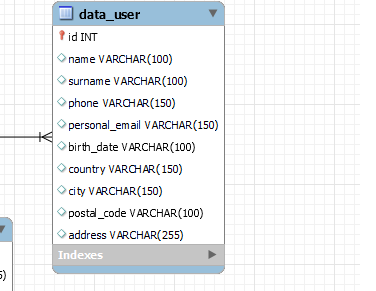 data_user
id INT
name VARCHAR(100)
surname VARCHAR(100)
phone VARCHAR(150)
personal_email VARCHAR(150)
birth_date VARCHAR(100)
country VARCHAR(150)
city VARCHAR(150)
postal_code VARCHAR(100)
address VARCHAR(255)
Indexes